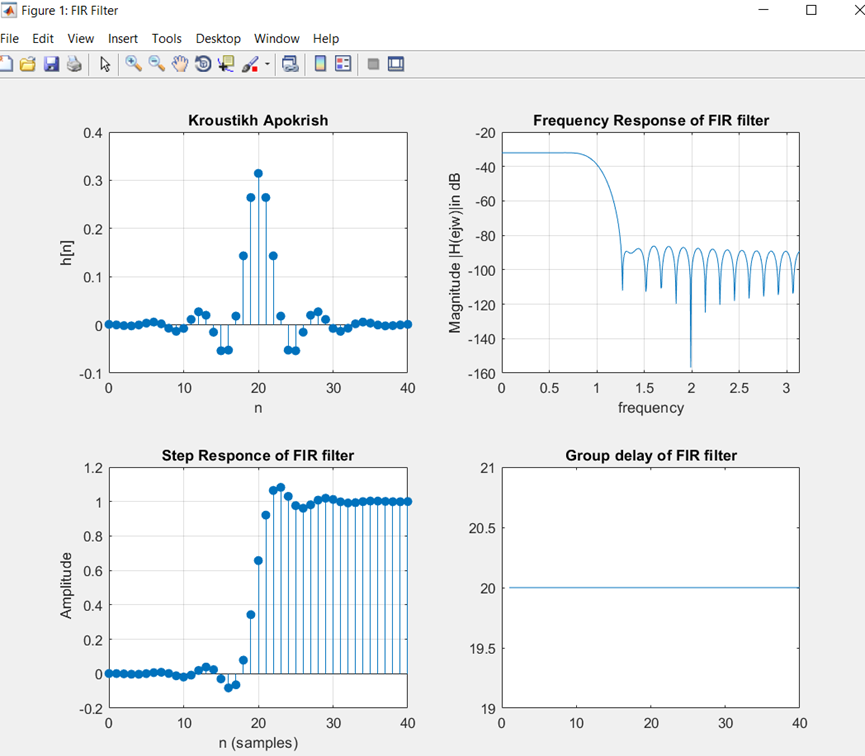 Figure 1: FIR Filter
File Edit View Insert Tools Desktop Window Help
Kroustikh Apokrish
0.4
0.3
0.2
0.1
0
-0.1
h[n]
0 10 20 30 40
n
Frequency Response of FIR filter
-20
-40
-60
-80
-100
-120
-140
-160
Magnitude |H(ejw)|in dB
0 0.5 1 1.5 2 2.5 3
frequency
Step Responce of FIR filter
1.2
1
0.8
0.6
0.4
0.2
0
-0.2
Amplitude
0 10 20 30 40
n (samples)
Group delay of FIR filter
21
20.5
20
19.5
19
0 10 20 30 40